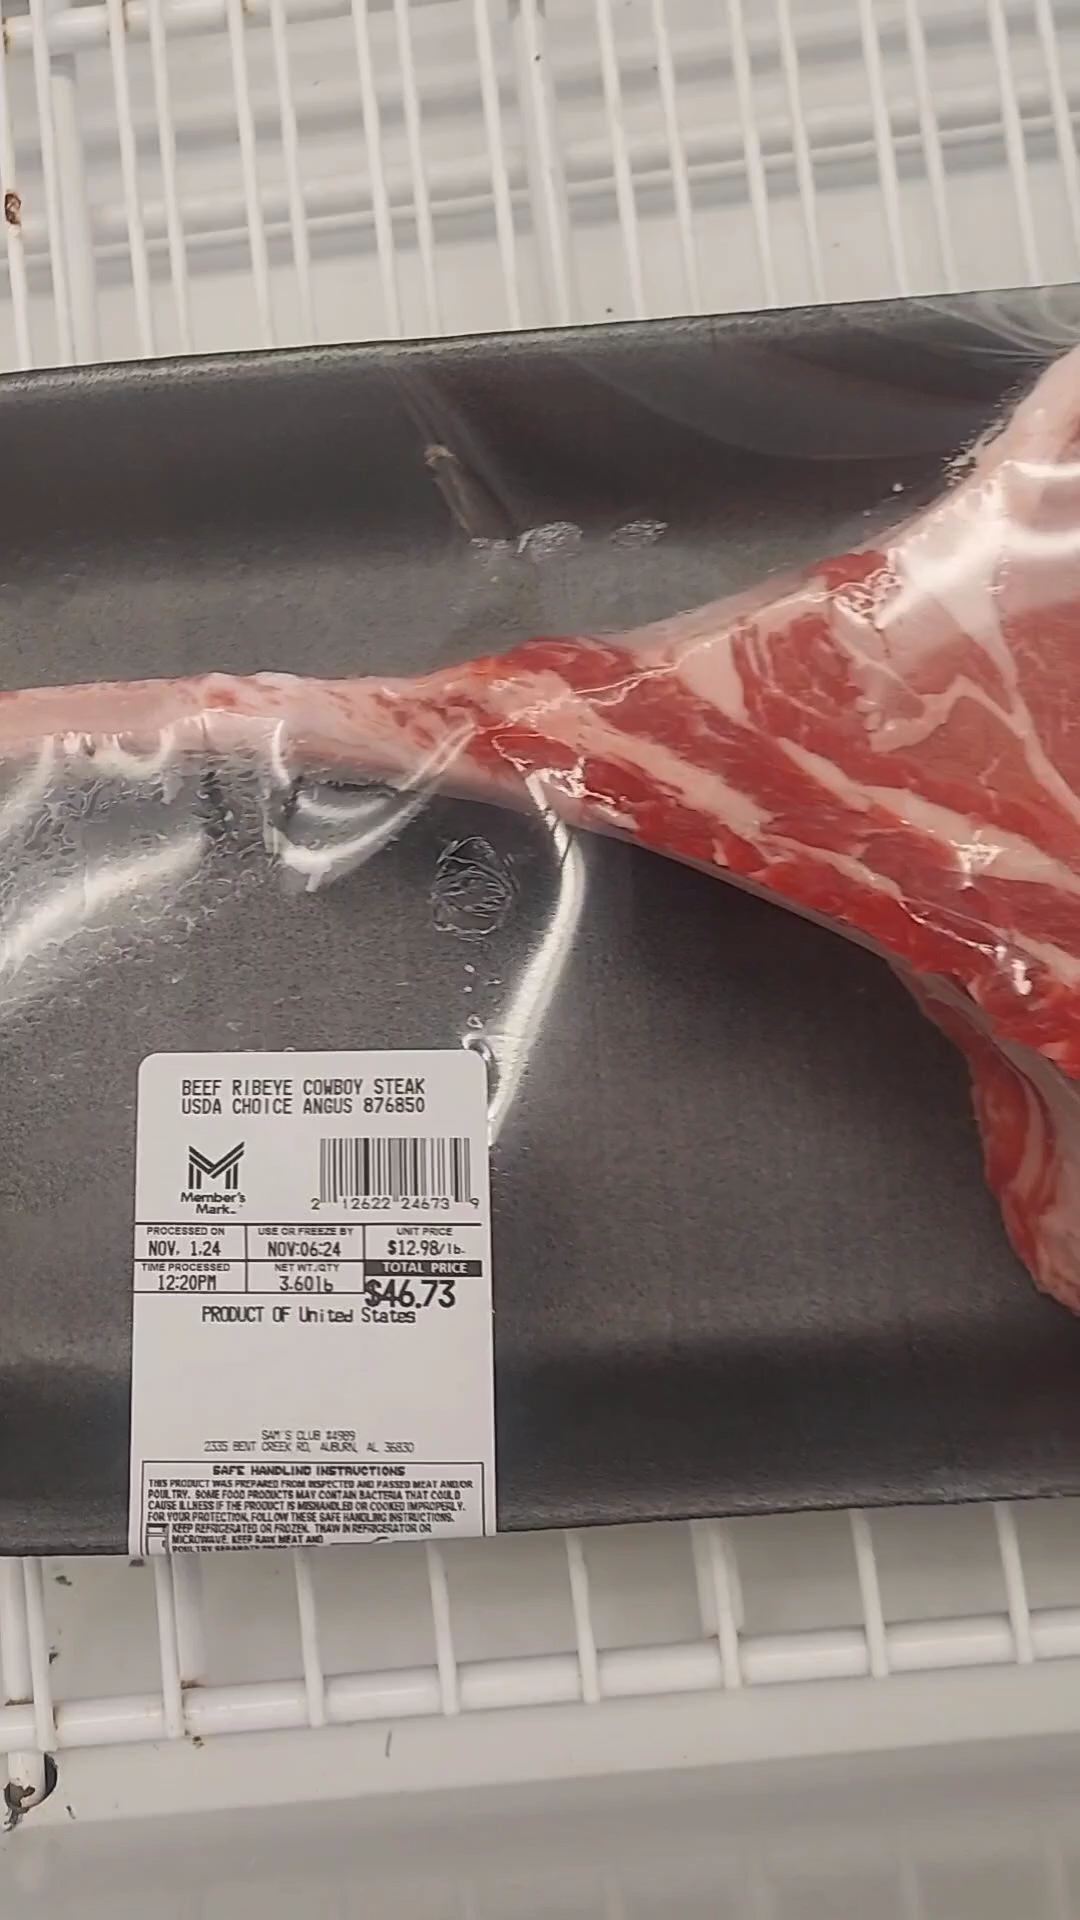 BEEF RIBEYE COWBOY STEAK
USDA CHOICE ANGUS 876850
Member's
Mark™
2 12622 24673 9
PROCESSED ON USE OR FREEZE BY UNIT PRICE
NOV. 1.24 NOV:06:24 $12.98/lb.
TIME PROCESSED NET WT./QTY TOTAL PRICE
12:20PM 3.60lb $46.73
PRODUCT OF United States
SAM'S CLUB #4989
2335 BENT CREEK RD, AUBURN, AL 36830
SAFE HANDLING INSTRUCTIONS
THIS PRODUCT WAS PREPARED FROM INSPECTED AND PASSED MEAT AND/OR
POULTRY. SOME FOOD PRODUCTS MAY CONTAIN BACTERIA THAT COULD
CAUSE ILLNESS IF THE PRODUCT IS MISHANDLED OR COOKED IMPROPERLY.
FOR YOUR PROTECTION, FOLLOW THESE SAFE HANDLING INSTRUCTIONS.
KEEP REFRIGERATED OR FROZEN. THAW IN REFRIGERATOR OR
MICROWAVE. KEEP RAW MEAT AND